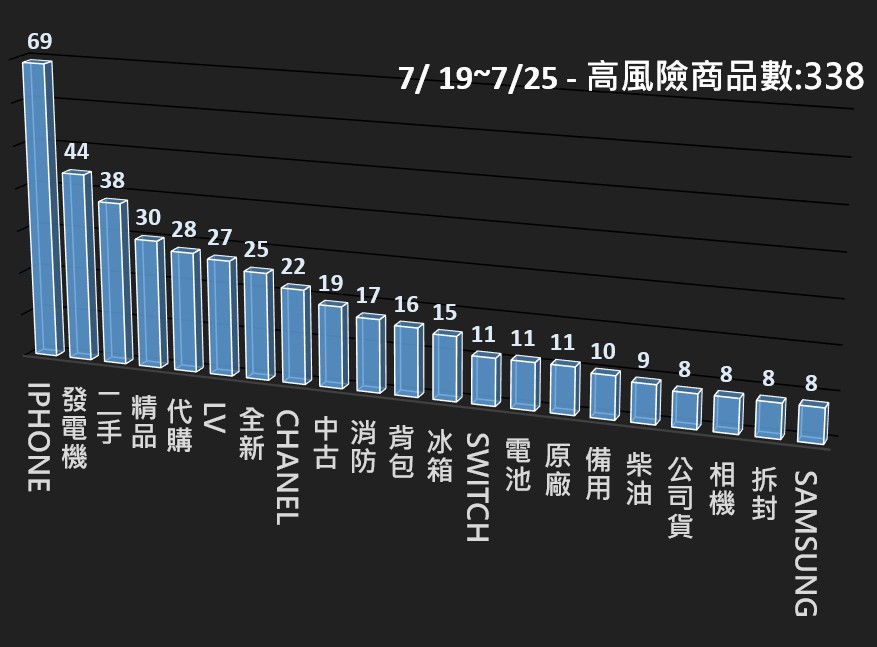 7/ 19~7/25 - 高風險商品數:338
69
44
38
30
28
27
25
22
19
17
16
15
11
11
11
10
9
8
8
8
8
IPHONE
發電機
二手
精品
代購
LV
全新
CHANEL
中古
消防
背包
冰箱
SWITCH
電池
原廠
備用
柴油
公司貨
相機
拆封
SAMSUNG